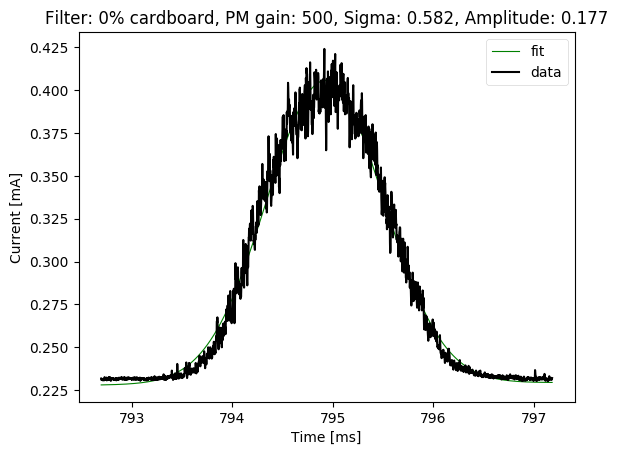 Filter: 0% cardboard, PM gain: 500, Sigma: 0.582, Amplitude: 0.177
fit
data
0.425
0.400
0.375
0.350
0.325
0.300
0.275
0.250
0.225
Current [mA]
793 794 795 796 797
Time [ms]